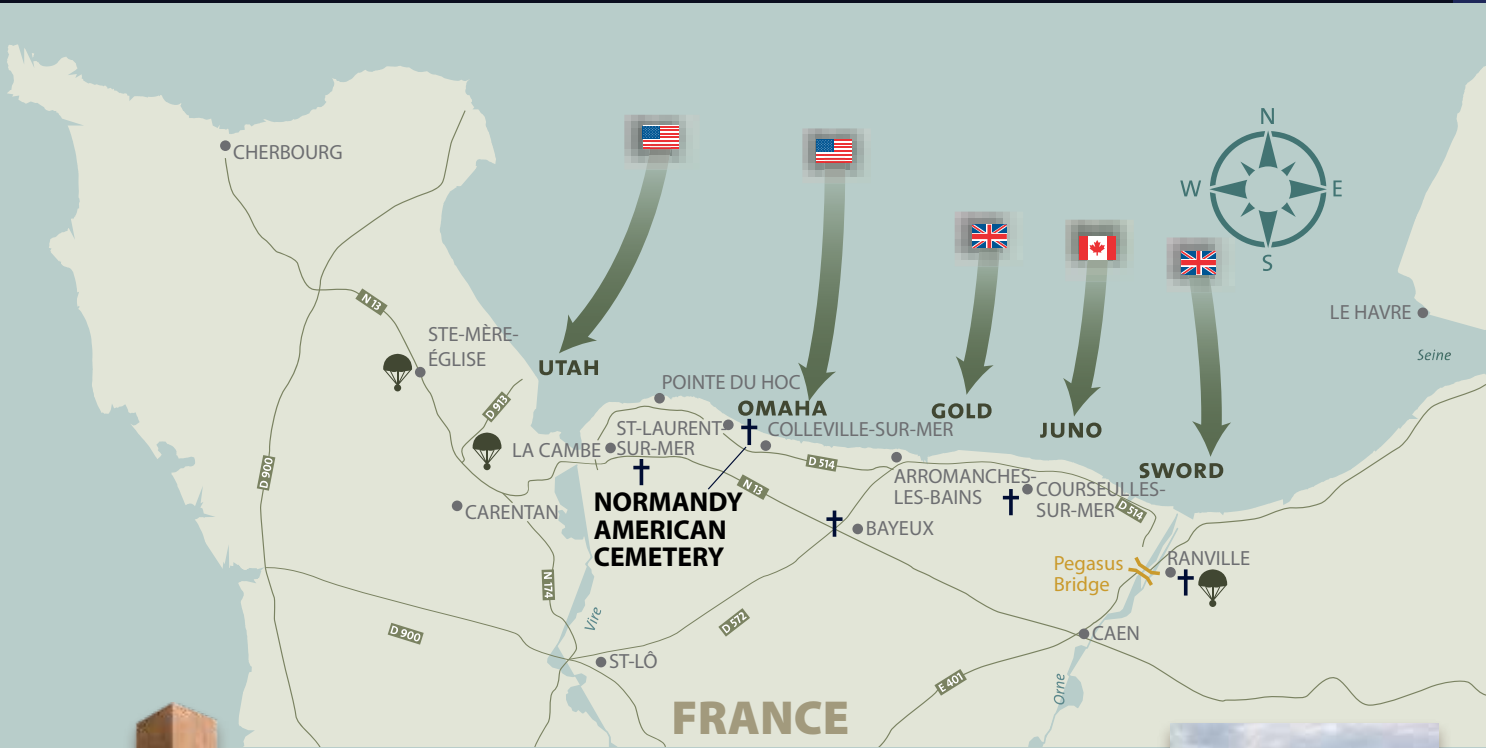 N
W
E
S
CHERBOURG
LE HAVRE
Seine
N 13
STE-MÈRE-
ÉGLISE
UTAH
D 913
POINTE DU HOC
OMAHA
GOLD
JUNO
SWORD
ST-LAURENT-
SUR-MER
COLLEVILLE-SUR-MER
LA CAMBE
D 514
D 900
N 13
ARROMANCHES-
LES-BAINS
COURSEULLES-
SUR-MER
D 514
NORMANDY
AMERICAN
CEMETERY
CARENTAN
BAYEUX
Pegasus
Bridge
RANVILLE
N 174
Vire
D 572
D 900
CAEN
ST-LÔ
E 401
Orne
FRANCE